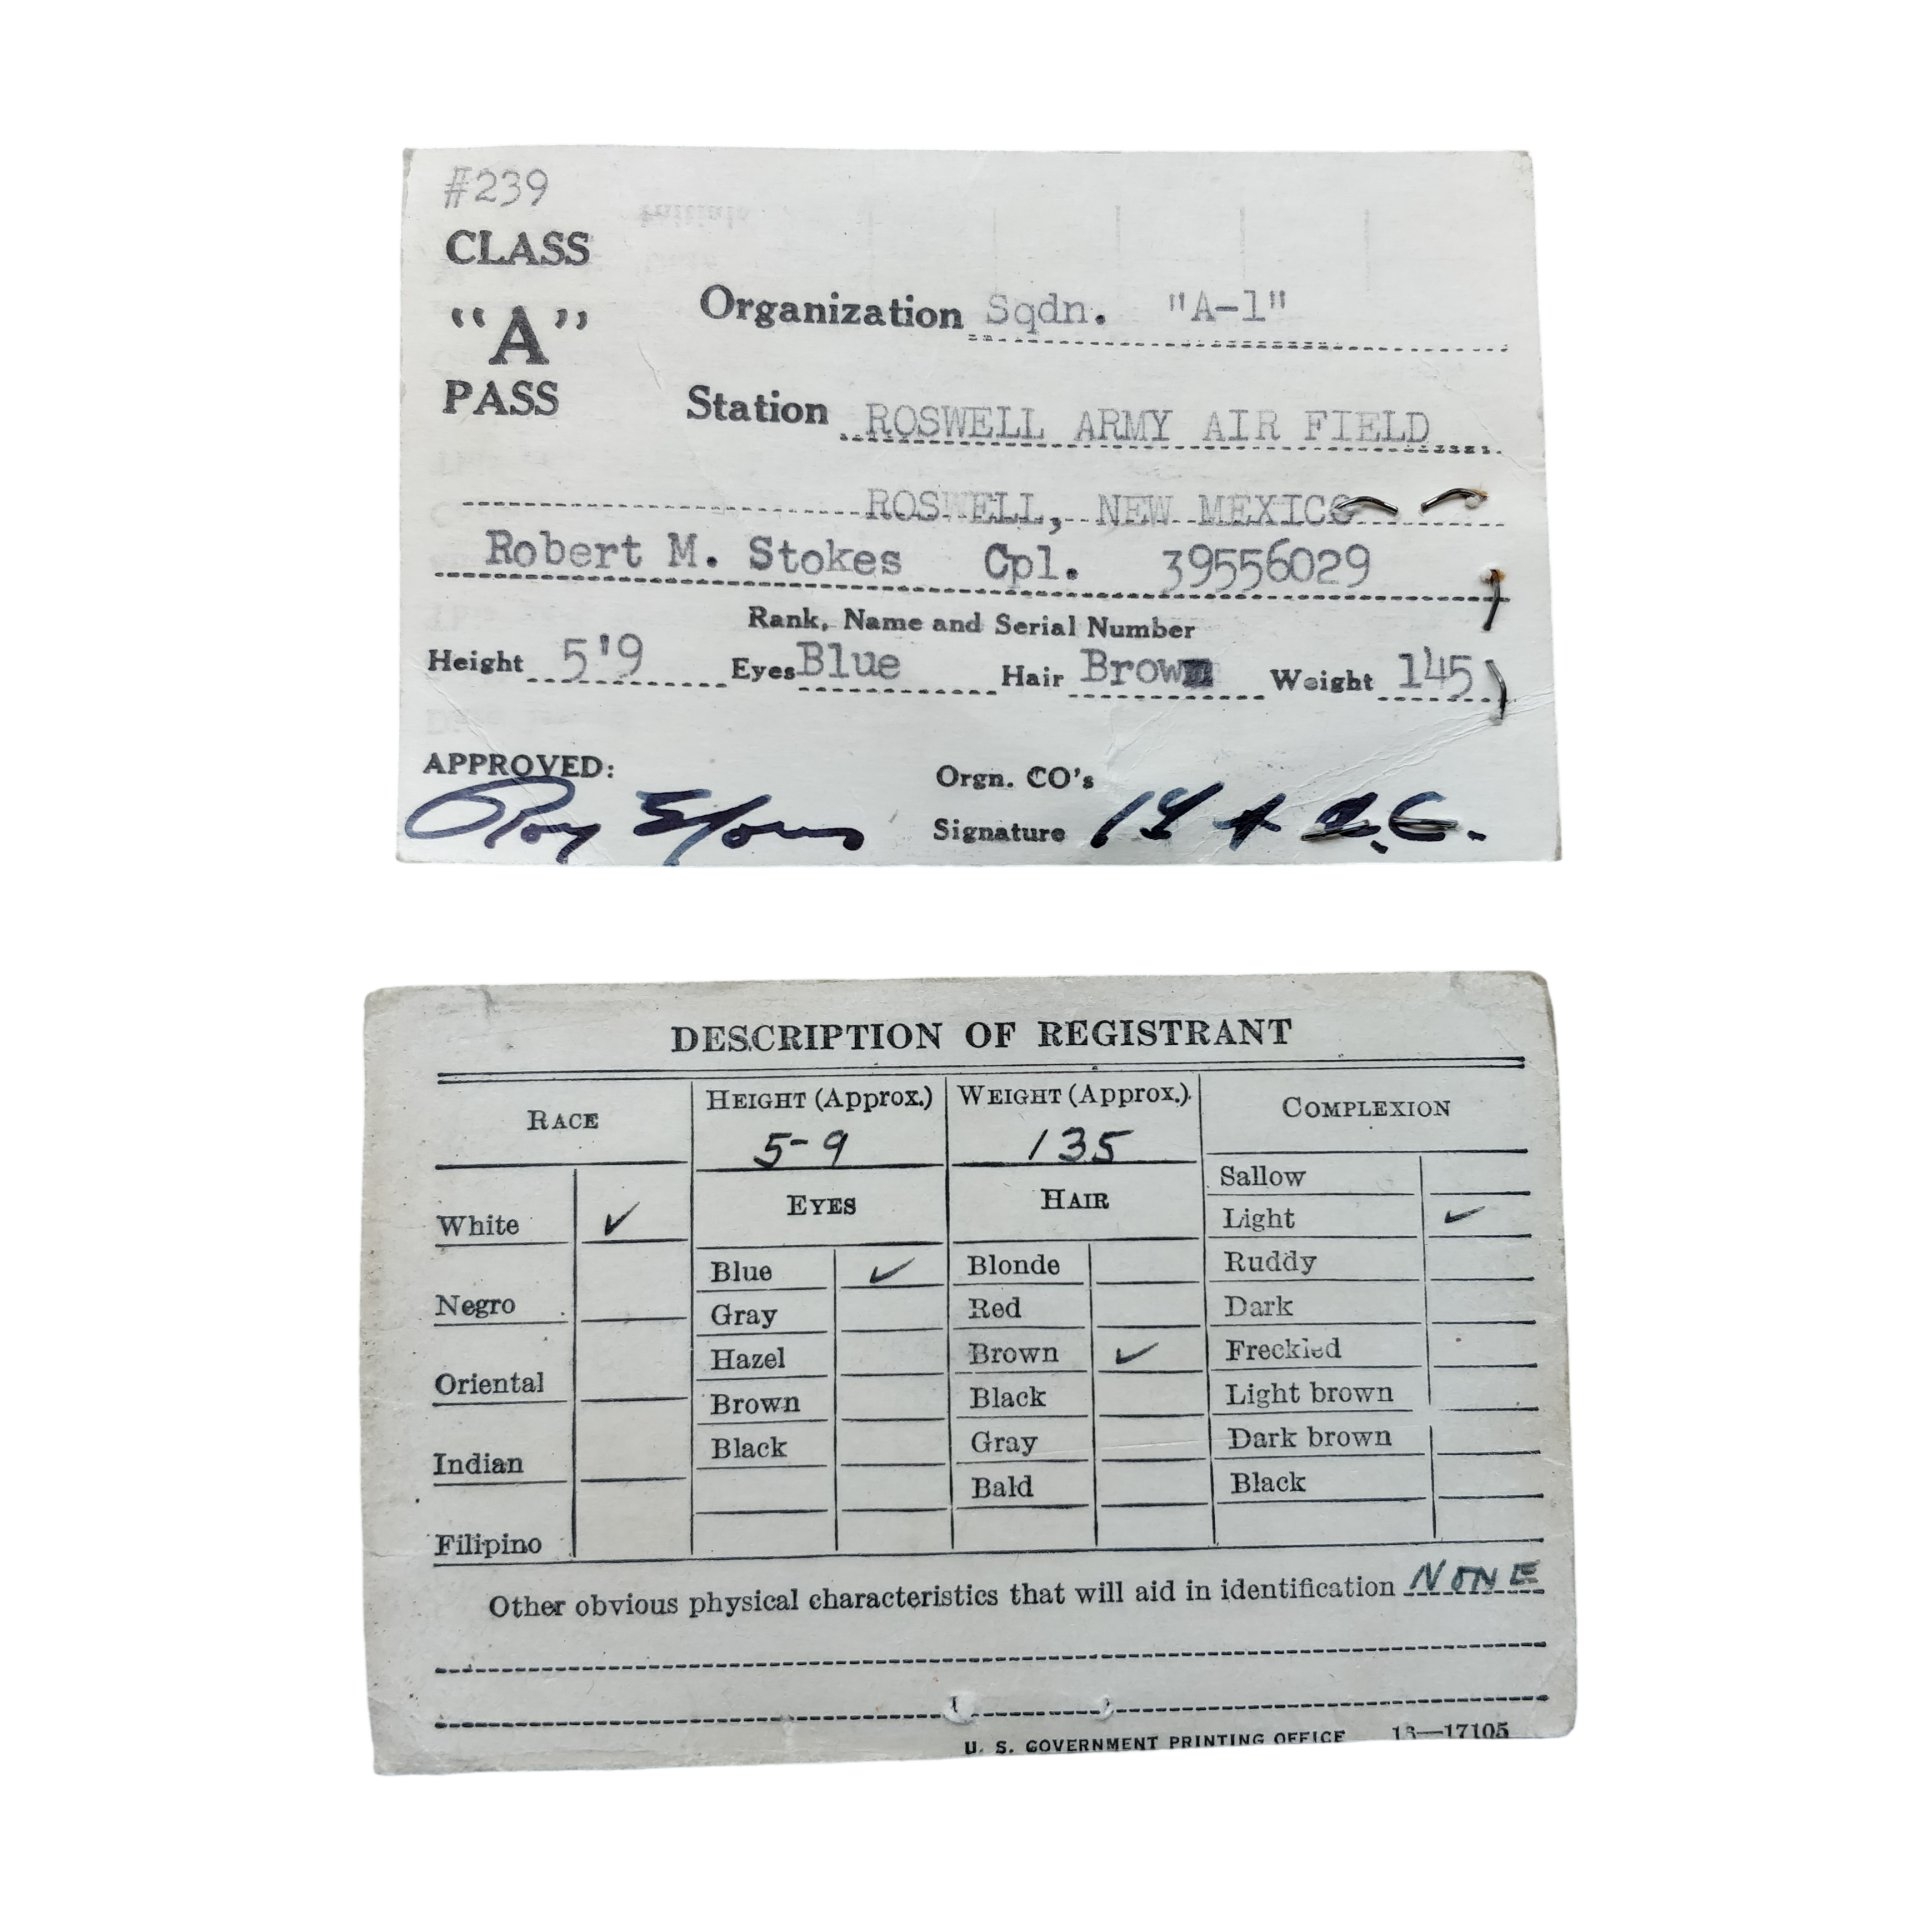 #239
CLASS
"A"
PASS
Organization Sqdn. "A-1"
Station ROSWELL ARMY AIR FIELD
ROSWELL, NEW MEXICO
Robert M. Stokes Cpl. 39556029
Rank, Name and Serial Number
Height 5'9 Eyes Blue Hair Brown Weight 145
APPROVED:
Roy
Orgn. CO's
Signature
DESCRIPTION OF REGISTRANT
RACE
HEIGHT (Approx.)
5-9
WEIGHT (Approx.)
135
COMPLEXION
White ✓
Negro
Oriental
Indian
Filipino
EYES
Blue ✓
Gray
Hazel
Brown
Black
HAIR
Blonde
Red
Brown ✓
Black
Gray
Bald
Sallow
Light ✓
Ruddy
Dark
Freckled
Light brown
Dark brown
Black
Other obvious physical characteristics that will aid in identification NONE
U. S. GOVERNMENT PRINTING OFFICE 16—17105